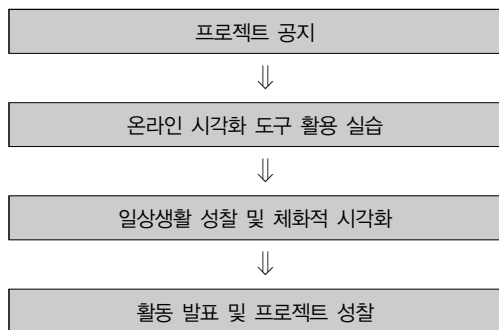 프로젝트 공지
⇓
온라인 시각화 도구 활용 실습
⇓
일상생활 성찰 및 체화적 시각화
⇓
활동 발표 및 프로젝트 성찰